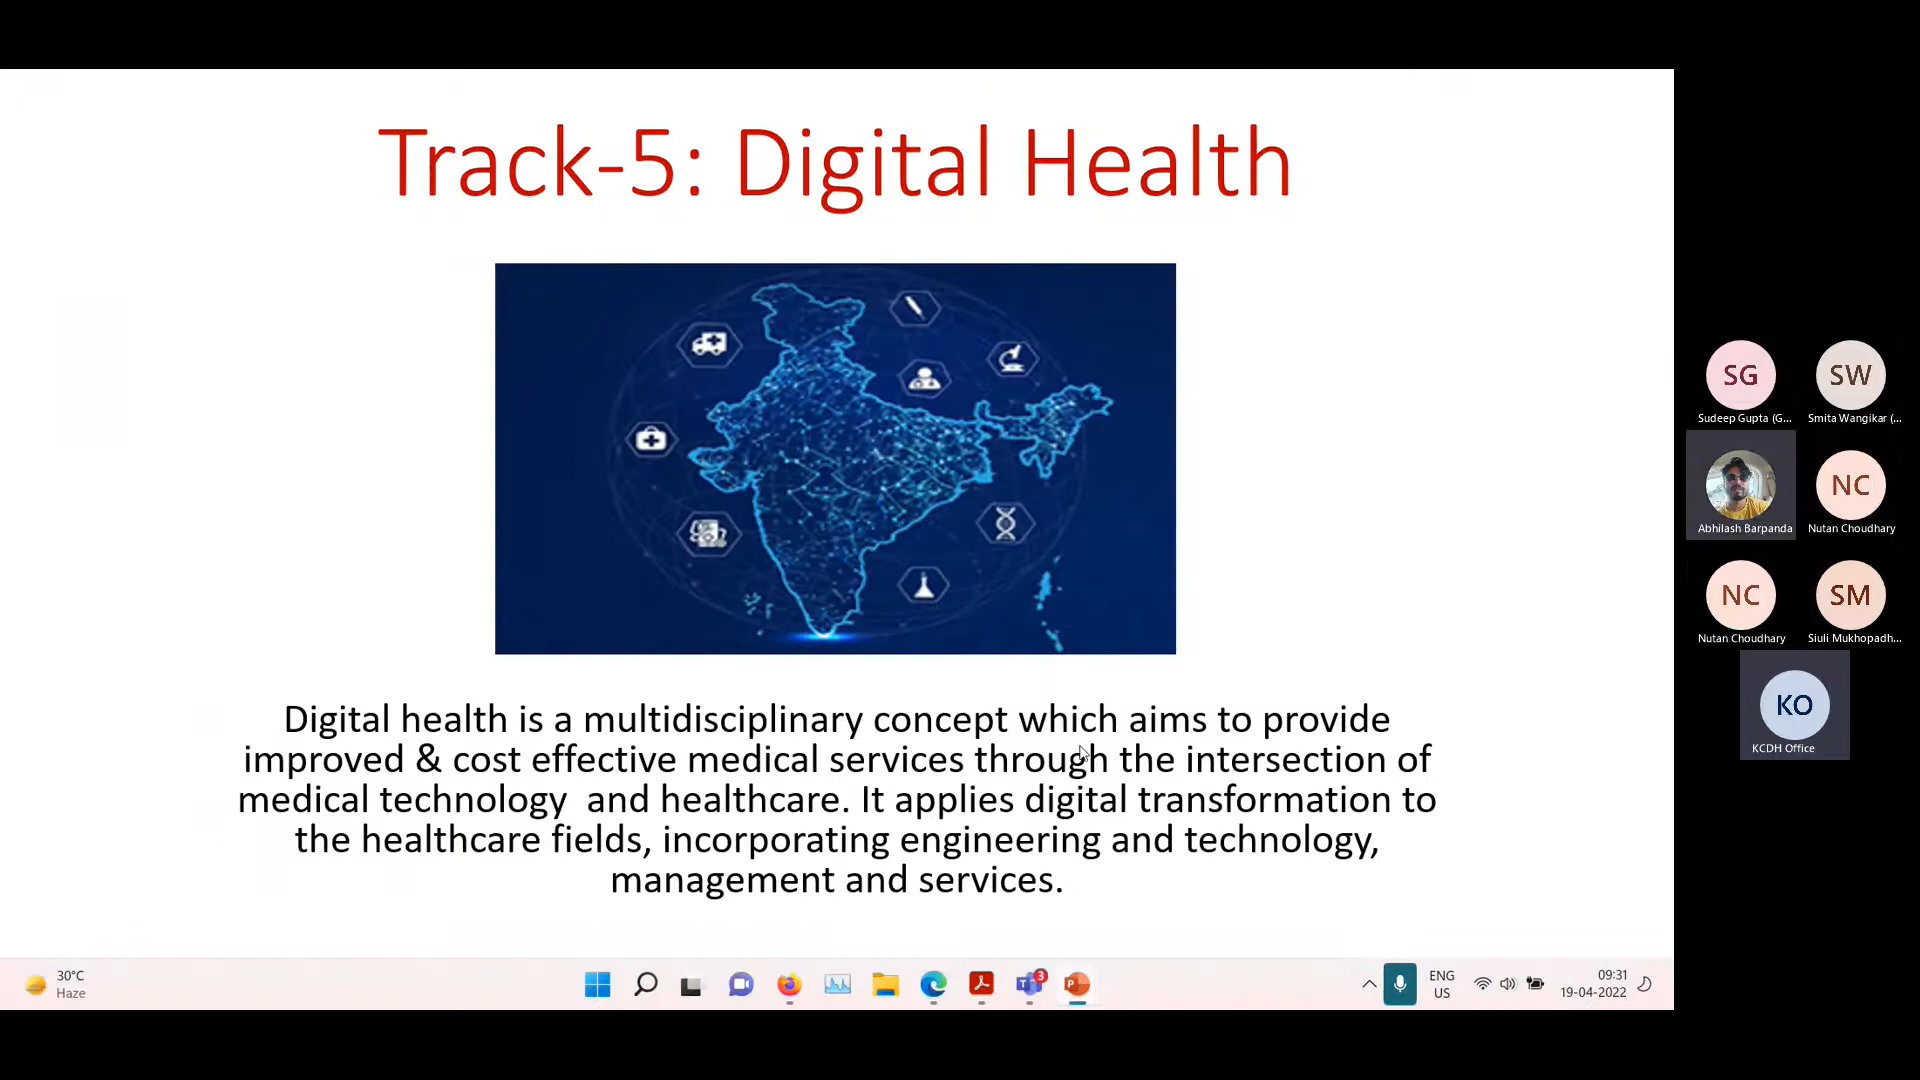 Track-5: Digital Health
Digital health is a multidisciplinary concept which aims to provide
improved & cost effective medical services through the intersection of
medical technology  and healthcare. It applies digital transformation to
the healthcare fields, incorporating engineering and technology,
management and services.
SG
Sudeep Gupta (G...
SW
Smita Wangikar (...
Abhilash Barpanda
NC
Nutan Choudhary
NC
Nutan Choudhary
SM
Siuli Mukhopadh...
KO
KCDH Office
30°C
Haze
3
ENG
US
09:31
19-04-2022